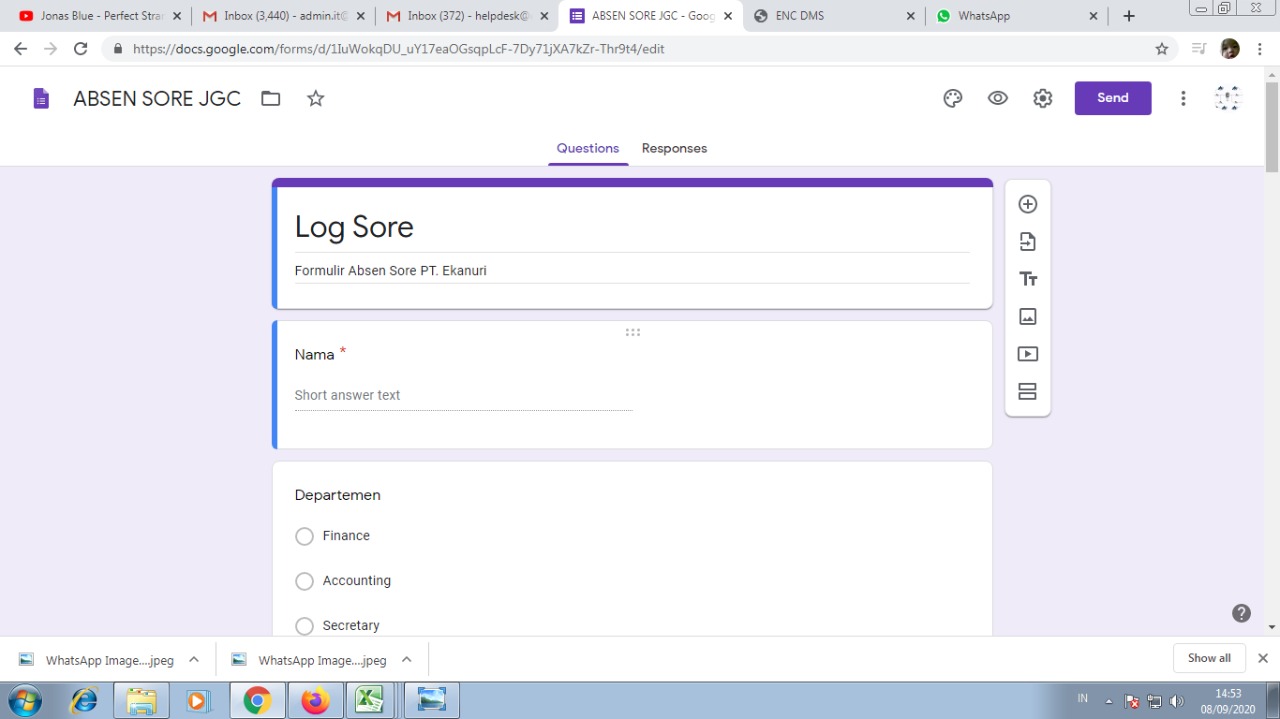 Jonas Blue - Perfect Stran
Inbox (3,440) - admin.it@
Inbox (372) - helpdesk@
ABSEN SORE JGC - Goog
ENC DMS
WhatsApp
https://docs.google.com/forms/d/1IuWokqDU_uY17eaOGsqpLcF-7Dy71jXA7kZr-Thr9t4/edit
ABSEN SORE JGC
Send
Questions
Responses
Log Sore
Formulir Absen Sore PT. Ekanuri
Nama *
Short answer text
Departemen
Finance
Accounting
Secretary
WhatsApp Image....jpeg
WhatsApp Image....jpeg
Show all
IN
14:53
08/09/2020